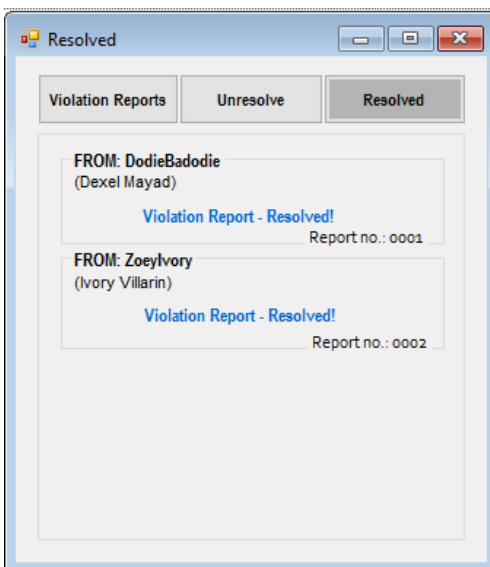 Resolved
Violation Reports Unresolve Resolved
FROM: DodieBadodie
(Dexel Mayad)
Violation Report - Resolved!
Report no.: 0001
FROM: ZoeyIvory
(Ivory Villarin)
Violation Report - Resolved!
Report no.: 0002